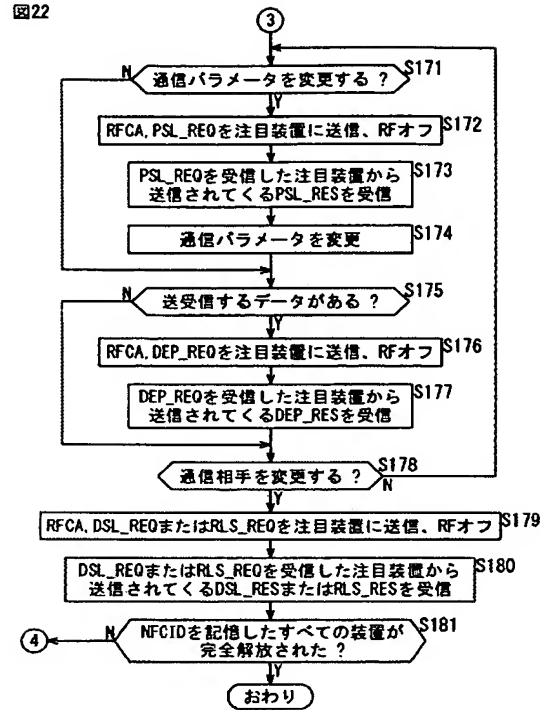 図22
3
通信パラメータを変更する ?
S171
N
Y
RFCA,PSL_REQを注目装置に送信、RFオフ
S172
PSL_REQを受信した注目装置から
送信されてくるPSL_RESを受信
S173
通信パラメータを変更
S174
送受信するデータがある ?
S175
N
Y
RFCA,DEP_REQを注目装置に送信、RFオフ
S176
DEP_REQを受信した注目装置から
送信されてくるDEP_RESを受信
S177
通信相手を変更する ?
S178
N
Y
RFCA,DSL_REQまたはRLS_REQを注目装置に送信、RFオフ
S179
DSL_REQまたはRLS_REQを受信した注目装置から
送信されてくるDSL_RESまたはRLS_RESを受信
S180
NFCIDを記憶したすべての装置が
完全解放された ?
S181
N
4
Y
おわり